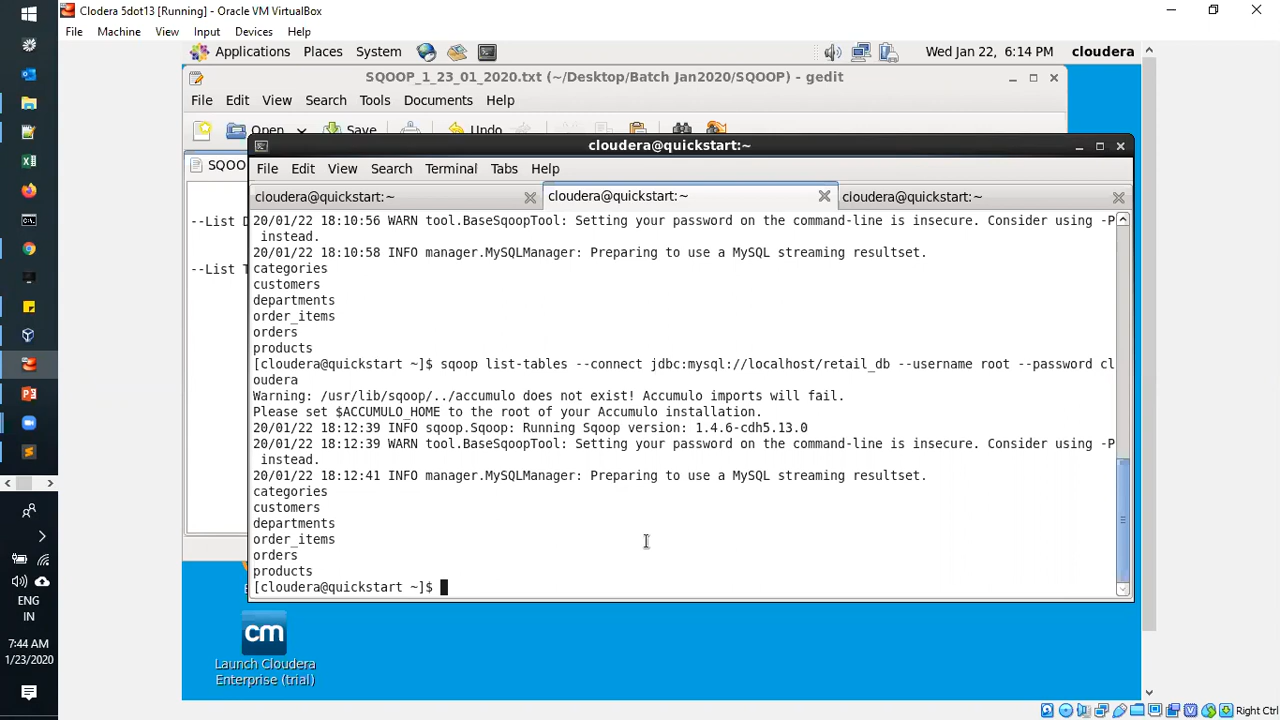 Clodera 5dot13 [Running] - Oracle VM VirtualBox
File Machine View Input Devices Help
Applications Places System Wed Jan 22, 6:14 PM cloudera
SQOOP_1_23_01_2020.txt (~/Desktop/Batch Jan2020/SQOOP) - gedit
File Edit View Search Tools Documents Help
Open Save Undo
cloudera@quickstart:~
SQOO
File Edit View Search Terminal Tabs Help
cloudera@quickstart:~ cloudera@quickstart:~ cloudera@quickstart:~
--List D
--List T
20/01/22 18:10:56 WARN tool.BaseSqoopTool: Setting your password on the command-line is insecure. Consider using -P
instead.
20/01/22 18:10:58 INFO manager.MySQLManager: Preparing to use a MySQL streaming resultset.
categories
customers
departments
order_items
orders
products
[cloudera@quickstart ~]$ sqoop list-tables --connect jdbc:mysql://localhost/retail_db --username root --password cl
oudera
Warning: /usr/lib/sqoop/../accumulo does not exist! Accumulo imports will fail.
Please set $ACCUMULO_HOME to the root of your Accumulo installation.
20/01/22 18:12:39 INFO sqoop.Sqoop: Running Sqoop version: 1.4.6-cdh5.13.0
20/01/22 18:12:39 WARN tool.BaseSqoopTool: Setting your password on the command-line is insecure. Consider using -P
instead.
20/01/22 18:12:41 INFO manager.MySQLManager: Preparing to use a MySQL streaming resultset.
categories
customers
departments
order_items
orders
products
[cloudera@quickstart ~]$
cm
Launch Cloudera
Enterprise (trial)
ENG
IN
7:44 AM
1/23/2020
Right Ctrl